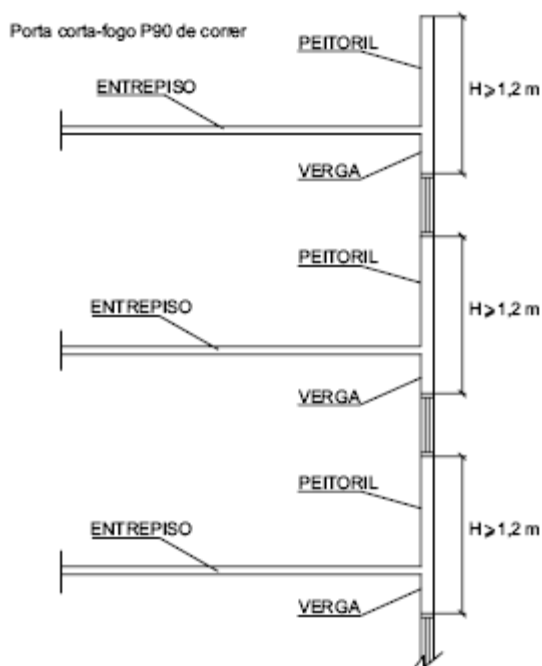 Porta corta-fogo P90 de correr
PEITORIL
ENTREPISO
H⩾1,2 m
VERGA
PEITORIL
ENTREPISO
H⩾1,2 m
VERGA
PEITORIL
ENTREPISO
H⩾1,2 m
VERGA